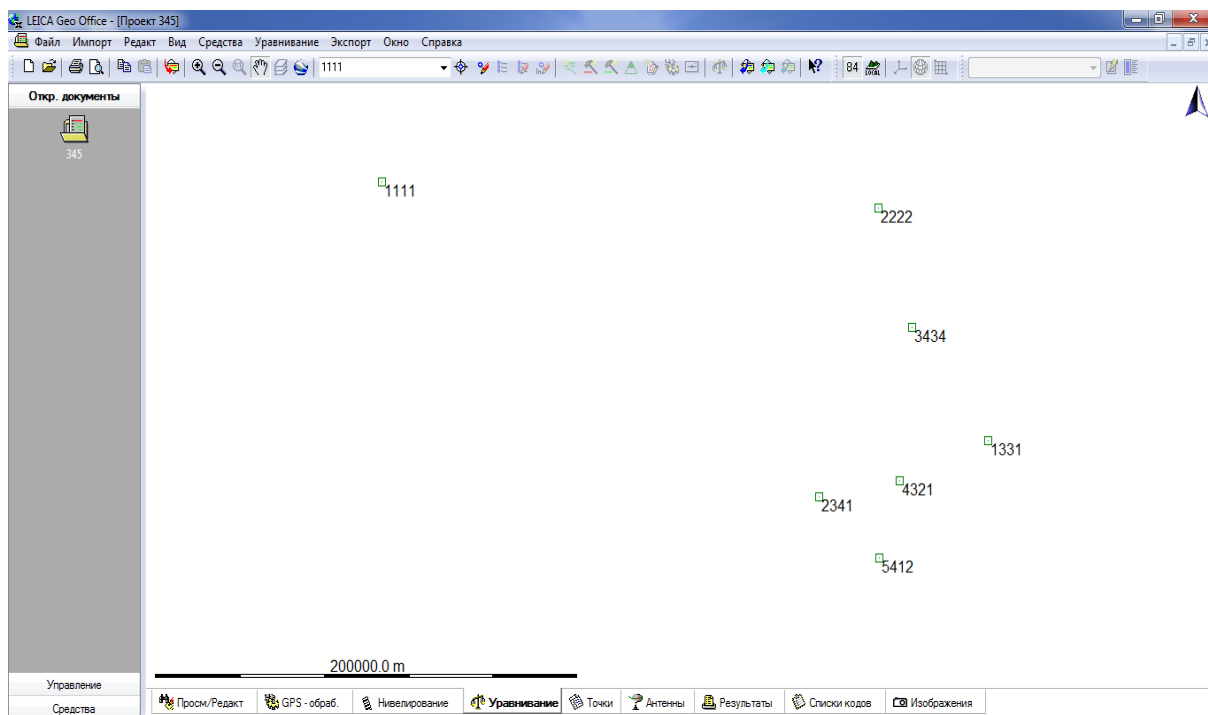 LEICA Geo Office - [Проект 345]
Файл Импорт Редакт Вид Средства Уравнивание Экспорт Окно Справка
1111 84 LOCAL
Откр. документы
345
1111
2222
3434
1331
4321
2341
5412
200000.0 m
Управление
Средства
Просм/Редакт GPS - обраб. Нивелирование Уравнивание Точки Антенны Результаты Списки кодов Изображения